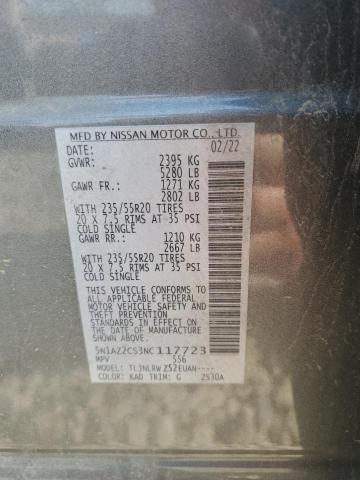 MFD BY NISSAN MOTOR CO., LTD.
DATE: 02/22
GVWR: 2395 KG
5280 LB
GAWR FR.: 1271 KG
2802 LB
WITH 235/55R20 TIRES
20 X 7.5 RIMS AT 35 PSI
COLD SINGLE
GAWR RR.: 1210 KG
2667 LB
WITH 235/55R20 TIRES
20 X 7.5 RIMS AT 35 PSI
COLD SINGLE
THIS VEHICLE CONFORMS TO
ALL APPLICABLE FEDERAL
MOTOR VEHICLE SAFETY
AND THEFT PREVENTION
STANDARDS IN EFFECT ON
THE DATE OF MANUFACTURE
SHOWN ABOVE.
5N1AZ2CS3NC117723
MPV 556
MODEL: TLJNLRWZ52EUAN----
COLOR: KAD TRIM: G 2S30A